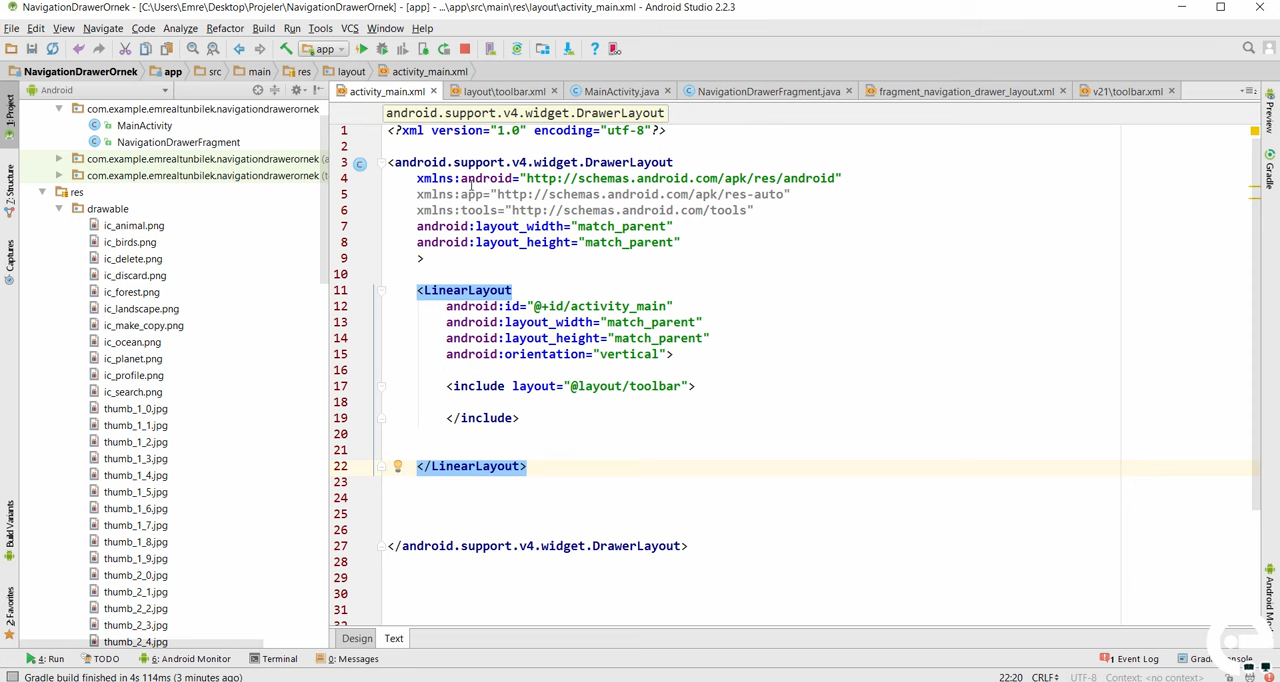 NavigationDrawerOrnek - [C:\Users\Emre\Desktop\Projeler\NavigationDrawerOrnek] - [app] - ...\app\src\main\res\layout\activity_main.xml - Android Studio 2.2.3
File Edit View Navigate Code Analyze Refactor Build Run Tools VCS Window Help
app
NavigationDrawerOrnek app src main res layout activity_main.xml
Android
activity_main.xml layout\toolbar.xml MainActivity.java NavigationDrawerFragment.java fragment_navigation_drawer_layout.xml v21\toolbar.xml
1: Project
7: Structure
Captures
Build Variants
2: Favorites
com.example.emrealtunbilek.navigationdrawerornek
MainActivity
NavigationDrawerFragment
com.example.emrealtunbilek.navigationdrawerornek (a
com.example.emrealtunbilek.navigationdrawerornek (t
res
drawable
ic_animal.png
ic_birds.png
ic_delete.png
ic_discard.png
ic_forest.png
ic_landscape.png
ic_make_copy.png
ic_ocean.png
ic_planet.png
ic_profile.png
ic_search.png
thumb_1_0.jpg
thumb_1_1.jpg
thumb_1_2.jpg
thumb_1_3.jpg
thumb_1_4.jpg
thumb_1_5.jpg
thumb_1_6.jpg
thumb_1_7.jpg
thumb_1_8.jpg
thumb_1_9.jpg
thumb_2_0.jpg
thumb_2_1.jpg
thumb_2_2.jpg
thumb_2_3.jpg
thumb_2_4.jpg
android.support.v4.widget.DrawerLayout
1 <?xml version="1.0" encoding="utf-8"?>
2
3 <android.support.v4.widget.DrawerLayout
4 xmlns:android="http://schemas.android.com/apk/res/android"
5 xmlns:app="http://schemas.android.com/apk/res-auto"
6 xmlns:tools="http://schemas.android.com/tools"
7 android:layout_width="match_parent"
8 android:layout_height="match_parent"
9 >
10
11 <LinearLayout
12 android:id="@+id/activity_main"
13 android:layout_width="match_parent"
14 android:layout_height="match_parent"
15 android:orientation="vertical">
16
17 <include layout="@layout/toolbar">
18
19 </include>
20
21
22 </LinearLayout>
23
24
25
26
27 </android.support.v4.widget.DrawerLayout>
28
29
30
31
Preview
Gradle
Design Text
4: Run TODO 6: Android Monitor Terminal 0: Messages
1 Event Log
Gradle build finished in 4s 114ms (3 minutes ago)
22:20 CRLF UTF-8 Context: <no context>